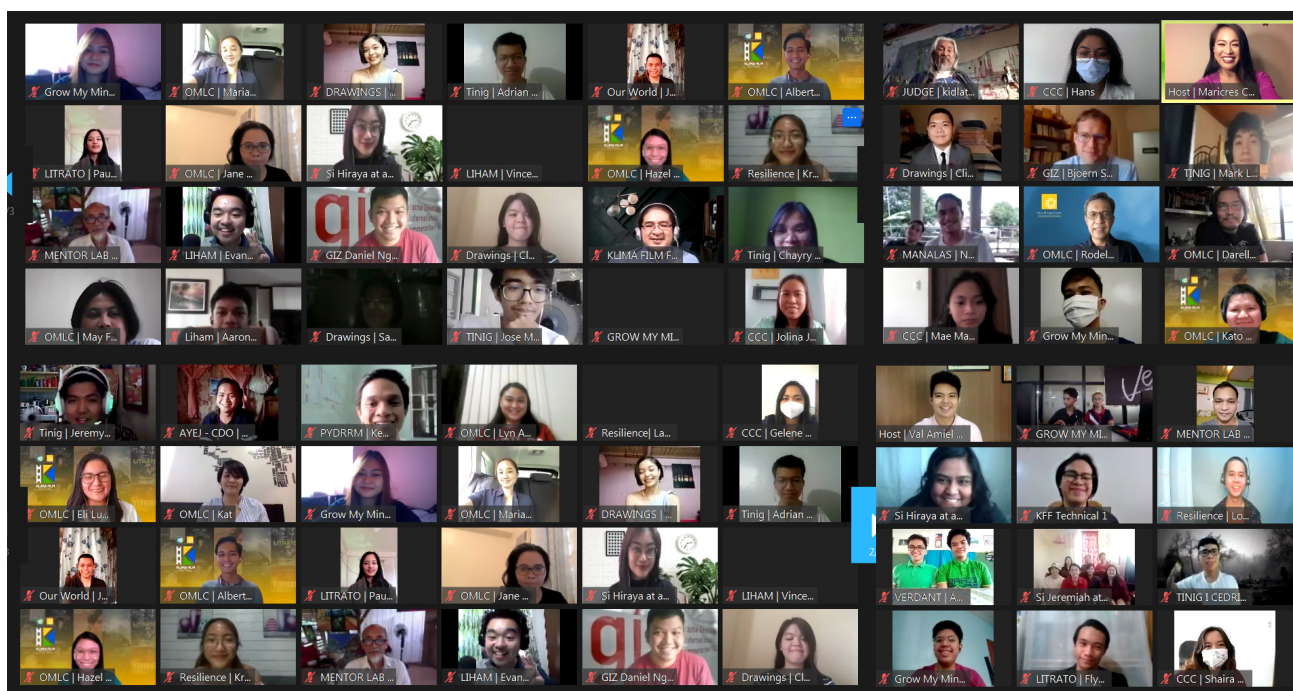 Grow My Min...
OMLC | Maria...
DRAWINGS | ...
Tinig | Adrian ...
Our World | J...
OMLC | Albert...
JUDGE | kidlat...
CCC | Hans
Host | Maricres C...
LITRATO | Pau...
OMLC | Jane ...
Si Hiraya at a...
LIHAM | Vince...
OMLC | Hazel ...
Resilience | Kr...
Drawings | Cli...
GIZ | Bjoern S...
TINIG | Mark L...
MENTOR LAB ...
LIHAM | Evan...
GIZ Daniel Ng...
Drawings | Cl...
KLIMA FILM F...
Tinig | Chayry ...
MANALAS | N...
OMLC | Rodel...
OMLC | Darell...
OMLC | May F...
Liham | Aaron...
Drawings | Sa...
TINIG | Jose M...
GROW MY MI...
CCC | Jolina J...
CCC | Mae Ma...
Grow My Min...
OMLC | Kato ...
Tinig | Jeremy...
AYEJ - CDO | ...
PYDRRM | Ke...
OMLC | Lyn A...
Resilience| La...
CCC | Gelene ...
Host | Val Amiel ...
GROW MY MI...
MENTOR LAB ...
OMLC | Eli Lu...
OMLC | Kat
Grow My Min...
OMLC | Maria...
DRAWINGS | ...
Tinig | Adrian ...
Si Hiraya at a...
KFF Technical 1
Resilience | Lo...
Our World | J...
OMLC | Albert...
LITRATO | Pau...
OMLC | Jane ...
Si Hiraya at a...
LIHAM | Vince...
VERDANT | A...
Si Jeremiah at...
TINIG I CEDRI...
OMLC | Hazel ...
Resilience | Kr...
MENTOR LAB ...
LIHAM | Evan...
GIZ Daniel Ng...
Drawings | Cl...
Grow My Min...
LITRATO | Fly...
CCC | Shaira ...